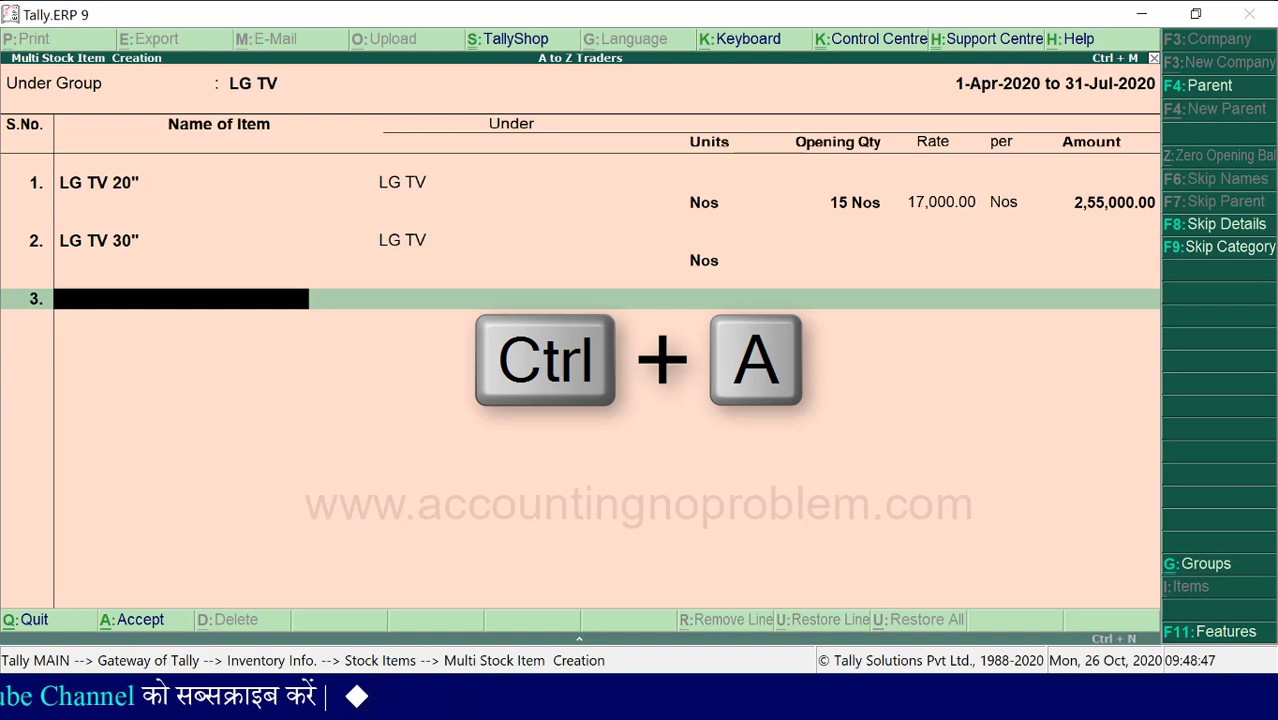 Tally.ERP 9
P: Print E: Export M: E-Mail O: Upload S: TallyShop G: Language K: Keyboard K: Control Centre H: Support Centre H: Help F3: Company
Multi Stock Item Creation A to Z Traders Ctrl + M F3: New Company
Under Group : LG TV 1-Apr-2020 to 31-Jul-2020 F4: Parent
F4: New Parent
S.No. Name of Item Under
Units Opening Qty Rate per Amount
Z: Zero Opening Bal
1. LG TV 20" LG TV F6: Skip Names
Nos 15 Nos 17,000.00 Nos 2,55,000.00 F7: Skip Parent
F8: Skip Details
2. LG TV 30" LG TV F9: Skip Category
Nos
3.
Ctrl + A
www.accountingnoproblem.com
G: Groups
I: Items
Q: Quit A: Accept D: Delete R: Remove Line U: Restore Line U: Restore All
F11: Features
Ctrl + N
Tally MAIN --> Gateway of Tally --> Inventory Info. --> Stock Items --> Multi Stock Item Creation © Tally Solutions Pvt Ltd., 1988-2020 Mon, 26 Oct, 2020 09:48:47
ube Channel को सब्सक्राइब करें |